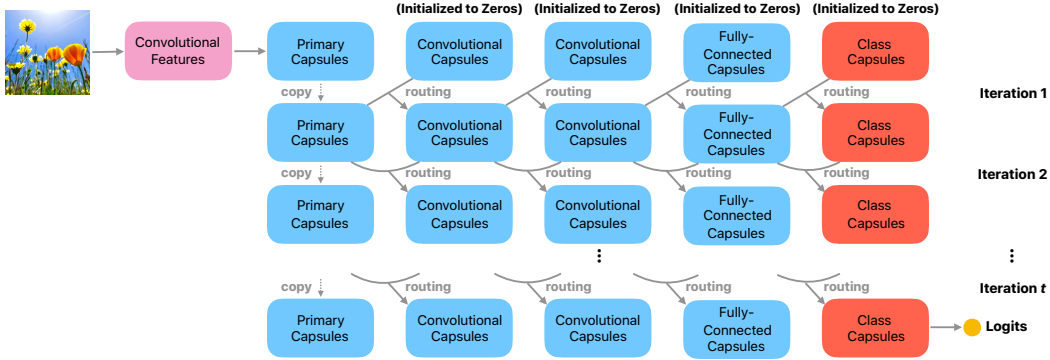 (Initialized to Zeros) (Initialized to Zeros) (Initialized to Zeros) (Initialized to Zeros)
Convolutional
Features
Primary
Capsules
Convolutional
Capsules
Convolutional
Capsules
Fully-
Connected
Capsules
Class
Capsules
copy routing routing routing routing Iteration 1
Primary
Capsules
Convolutional
Capsules
Convolutional
Capsules
Fully-
Connected
Capsules
Class
Capsules
copy routing routing routing routing Iteration 2
Primary
Capsules
Convolutional
Capsules
Convolutional
Capsules
Fully-
Connected
Capsules
Class
Capsules
copy routing routing routing routing Iteration t
Primary
Capsules
Convolutional
Capsules
Convolutional
Capsules
Fully-
Connected
Capsules
Class
Capsules
Logits